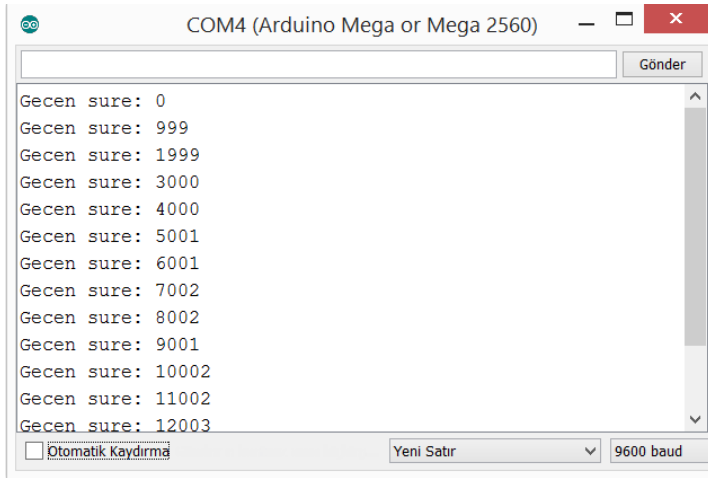 COM4 (Arduino Mega or Mega 2560)
Gönder
Gecen sure: 0
Gecen sure: 999
Gecen sure: 1999
Gecen sure: 3000
Gecen sure: 4000
Gecen sure: 5001
Gecen sure: 6001
Gecen sure: 7002
Gecen sure: 8002
Gecen sure: 9001
Gecen sure: 10002
Gecen sure: 11002
Gecen sure: 12003
Otomatik Kaydırma Yeni Satır 9600 baud